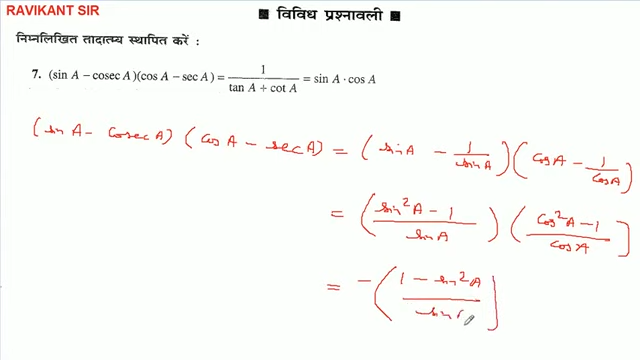 RAVIKANT SIR
■ विविध प्रश्नावली ■
निम्नलिखित तादात्म्य स्थापित करें :
7. (sin A – cosec A)(cos A – sec A) = 1/(tan A + cot A) = sin A · cos A
(sin A - cosec A) (cos A - sec A) = (sin A - 1/sin A) (cos A - 1/cos A)
= ((sin²A - 1)/sin A) ((cos²A - 1)/cos A)
= - ((1 - sin²A)/sin